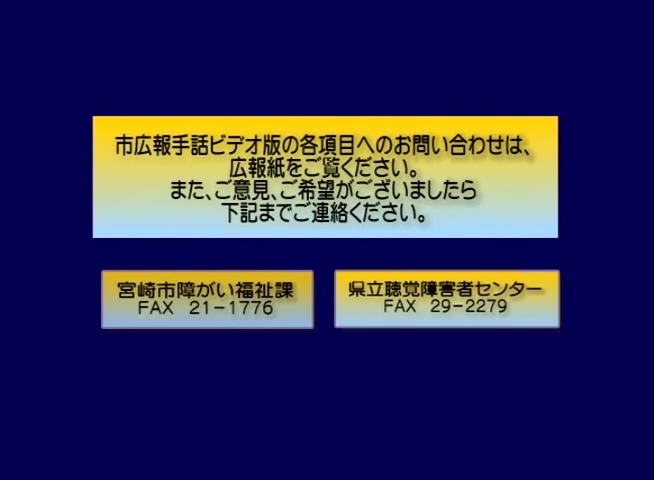 市広報手話ビデオ版の各項目へのお問い合わせは、
広報紙をご覧ください。
また、ご意見、ご希望がございましたら
下記までご連絡ください。
宮崎市障がい福祉課
FAX 21－1776
県立聴覚障害者センター
FAX 29－2279